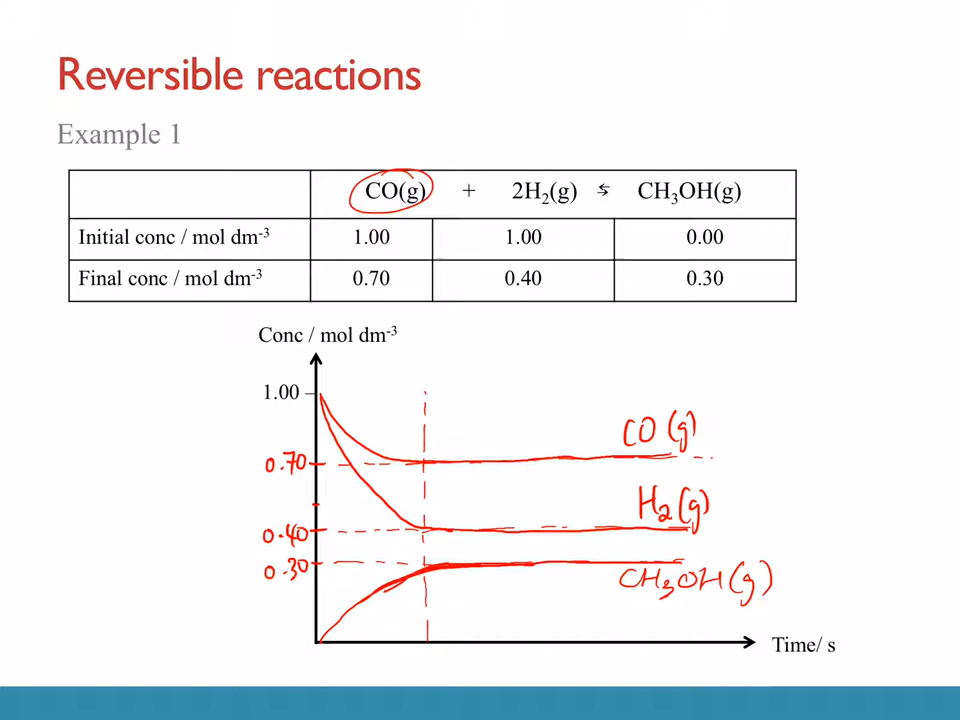 Reversible reactions
Example 1
CO(g) + 2H₂(g) ⇆ CH₃OH(g)
Initial conc / mol dm⁻³ 1.00 1.00 0.00
Final conc / mol dm⁻³ 0.70 0.40 0.30
Conc / mol dm⁻³
1.00
CO(g)
0.70
H₂(g)
0.40
0.30
CH₃OH(g)
Time/ s